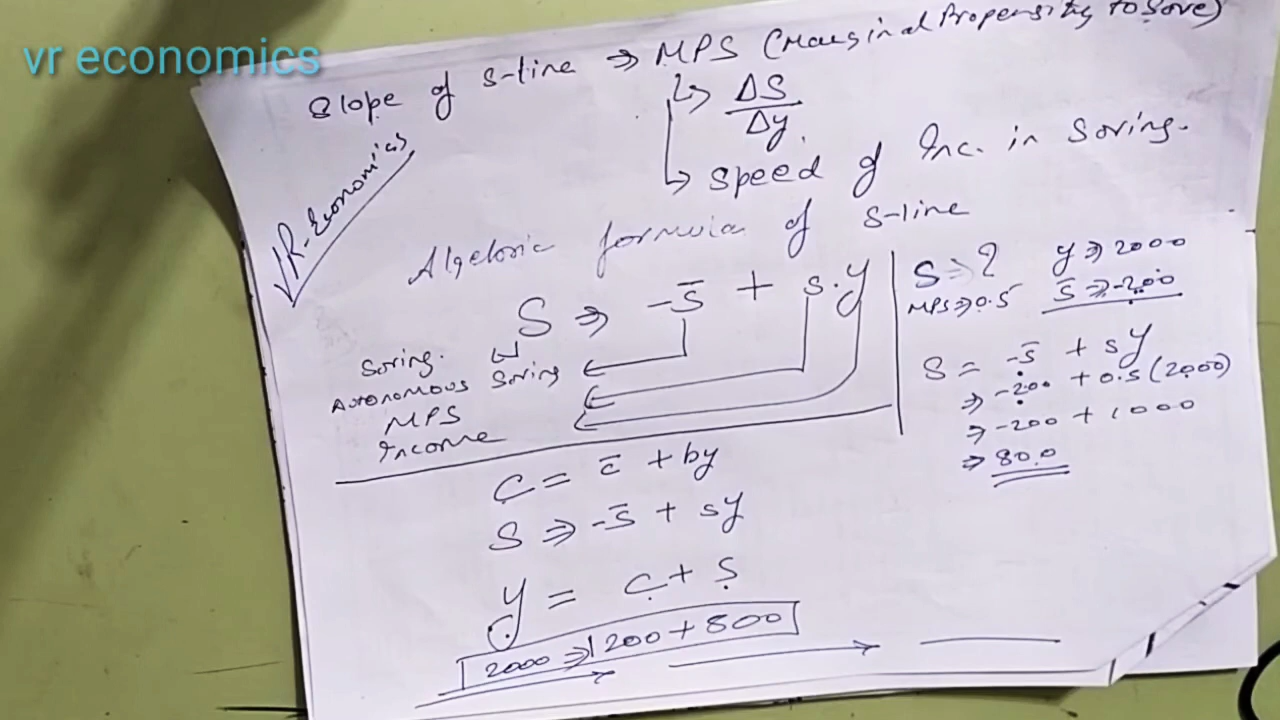 vr economics
Slope of S-line ⇒ MPS (Marginal Propensity to Save)
↳ ΔS/Δy.
↳ Speed of Inc. in Saving.
VR-Economics
Algebric formula of S-line
S ⇒ -s̄ + s.y
Saving.
Autonomous Saving
MPS
Income
S ⇒ ? y ⇒ 2000
MPS ⇒ 0.5 s̄ ⇒ -200
S = -s̄ + sy
⇒ -200 + 0.5 (2000)
⇒ -200 + 1000
⇒ 800
C = c̄ + by
S ⇒ -s̄ + sy
y = C + S
2000 ⇒ 1200 + 800